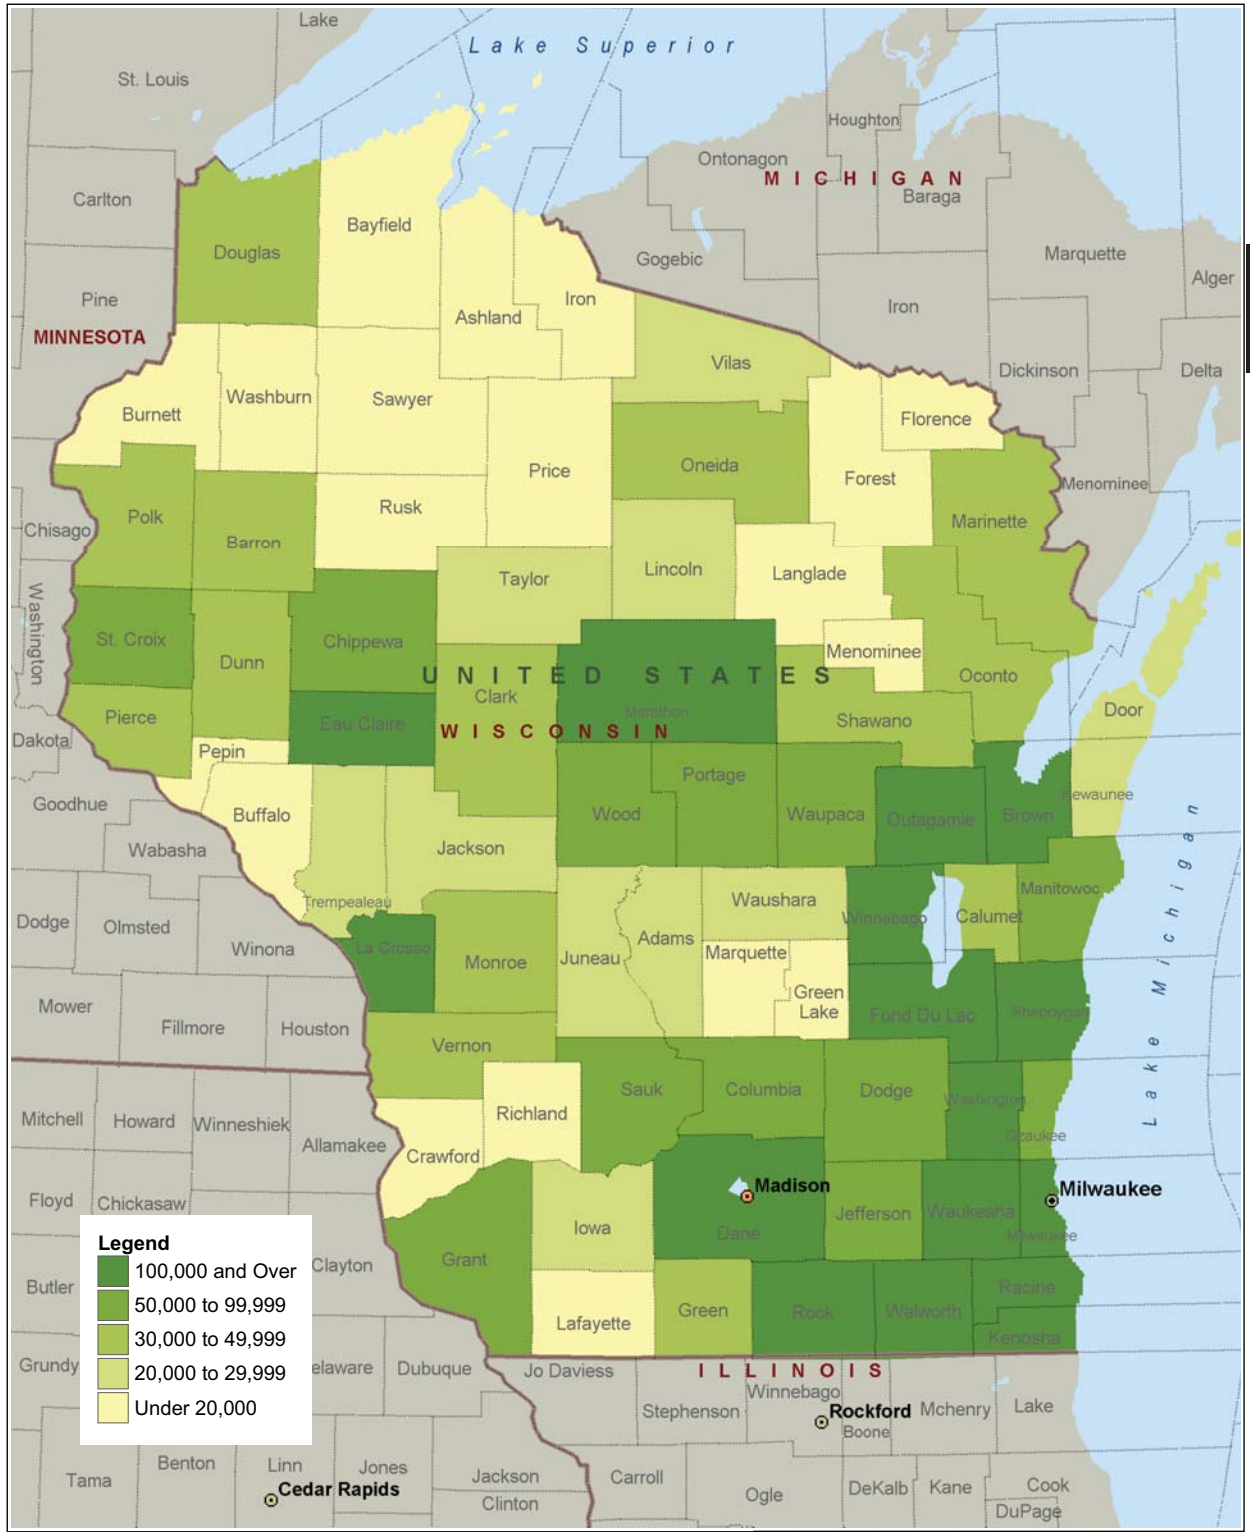 Lake
Lake Superior
St. Louis
Houghton
Ontonagon
MICHIGAN
Carlton
Baraga
Bayfield
Douglas
Gogebic
Marquette
Alger
Pine
Iron
Iron
Ashland
MINNESOTA
Vilas
Dickinson
Delta
Washburn
Sawyer
Burnett
Florence
Oneida
Price
Forest
Menominee
Rusk
Polk
Marinette
Chisago
Barron
Lincoln
Langlade
Taylor
Washington
St. Croix
Chippewa
Dunn
Menominee
UNITED STATES
Oconto
Clark
Pierce
Marathon
Door
Eau Claire
Shawano
WISCONSIN
Dakota
Pepin
Portage
Kewaunee
Goodhue
Buffalo
Wood
Waupaca
Outagamie
Brown
Wabasha
Jackson
Lake Michigan
Manitowoc
Trempealeau
Waushara
Dodge
Olmsted
Winnebago
Calumet
Winona
La Crosse
Adams
Marquette
Monroe
Juneau
Green
Lake
Mower
Fillmore
Houston
Fond Du Lac
Sheboygan
Vernon
Sauk
Columbia
Dodge
Washington
Richland
Mitchell
Howard
Winneshiek
Ozaukee
Allamakee
Crawford
Madison
Milwaukee
Floyd
Chickasaw
Jefferson
Waukesha
Iowa
Dane
Milwaukee
Legend
100,000 and Over
50,000 to 99,999
30,000 to 49,999
20,000 to 29,999
Under 20,000
Clayton
Grant
Butler
Racine
Green
Rock
Walworth
Lafayette
Kenosha
Grundy
elaware
Dubuque
Jo Daviess
ILLINOIS
Winnebago
Stephenson
Rockford
Boone
Mchenry
Lake
Tama
Benton
Linn
Jones
Jackson
Carroll
Cedar Rapids
Clinton
Ogle
DeKalb
Kane
Cook
DuPage